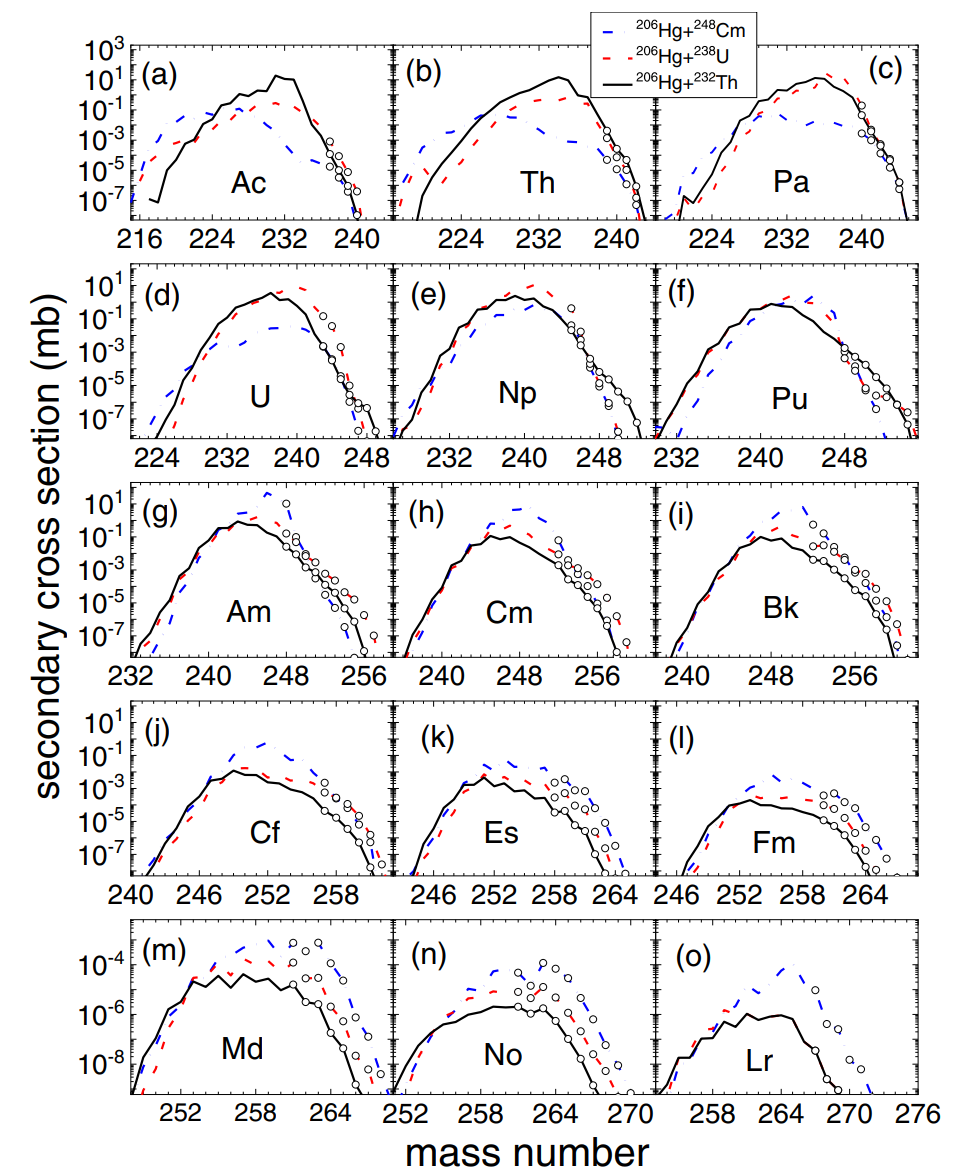 ²⁰⁶Hg+²⁴⁸Cm
²⁰⁶Hg+²³⁸U
²⁰⁶Hg+²³²Th
10³
10¹
10⁻¹
10⁻³
10⁻⁵
10⁻⁷
(a) (b) (c)
Ac Th Pa
216 224 232 240 224 232 240 224 240
10¹
10⁻¹
10⁻³
10⁻⁵
10⁻⁷
(d) (e) (f)
U Np Pu
224 232 240 248 232 240 248 232 240 248
secondary cross section (mb)
10¹
10⁻¹
10⁻³
10⁻⁵
10⁻⁷
(g) (h) (i)
Am Cm Bk
232 240 248 256 240 248 256 240 248 256
10¹
10⁻¹
10⁻³
10⁻⁵
10⁻⁷
(j) (k) (l)
Cf Es Fm
240 246 252 258 246 252 258 264 246 252 258 264
10⁻⁴
10⁻⁶
10⁻⁸
(m) (n) (o)
Md No Lr
252 258 264 252 258 264 270 258 264 270 276
mass number